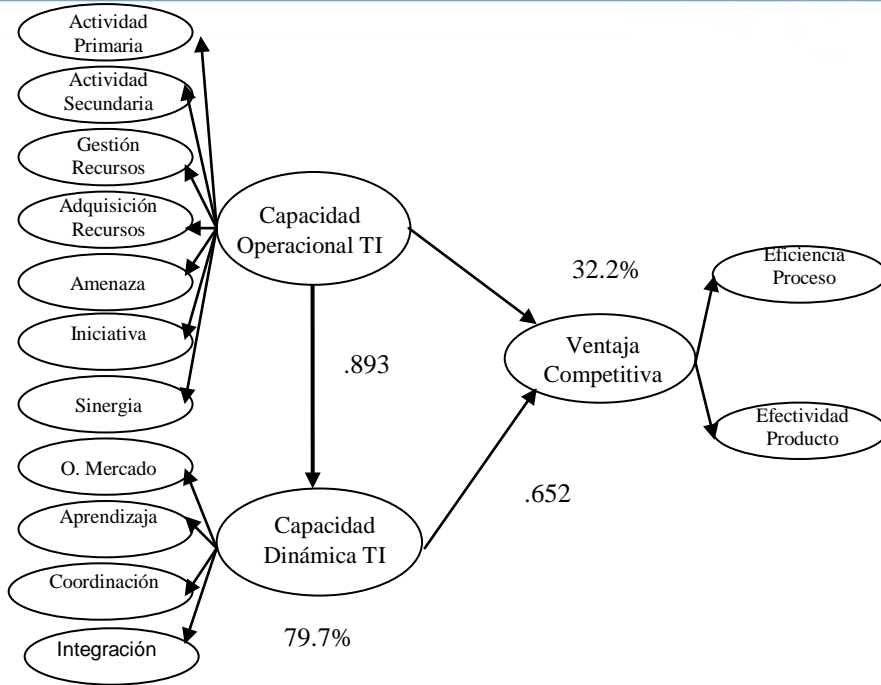 Actividad
Primaria
Actividad
Secundaria
Gestión
Recursos
Adquisición
Recursos
Amenaza
Iniciativa
Sinergia
O. Mercado
Aprendizaja
Coordinación
Integración
Capacidad
Operacional TI
.893
Capacidad
Dinámica TI
79.7%
32.2%
Ventaja
Competitiva
.652
Eficiencia
Proceso
Efectividad
Producto